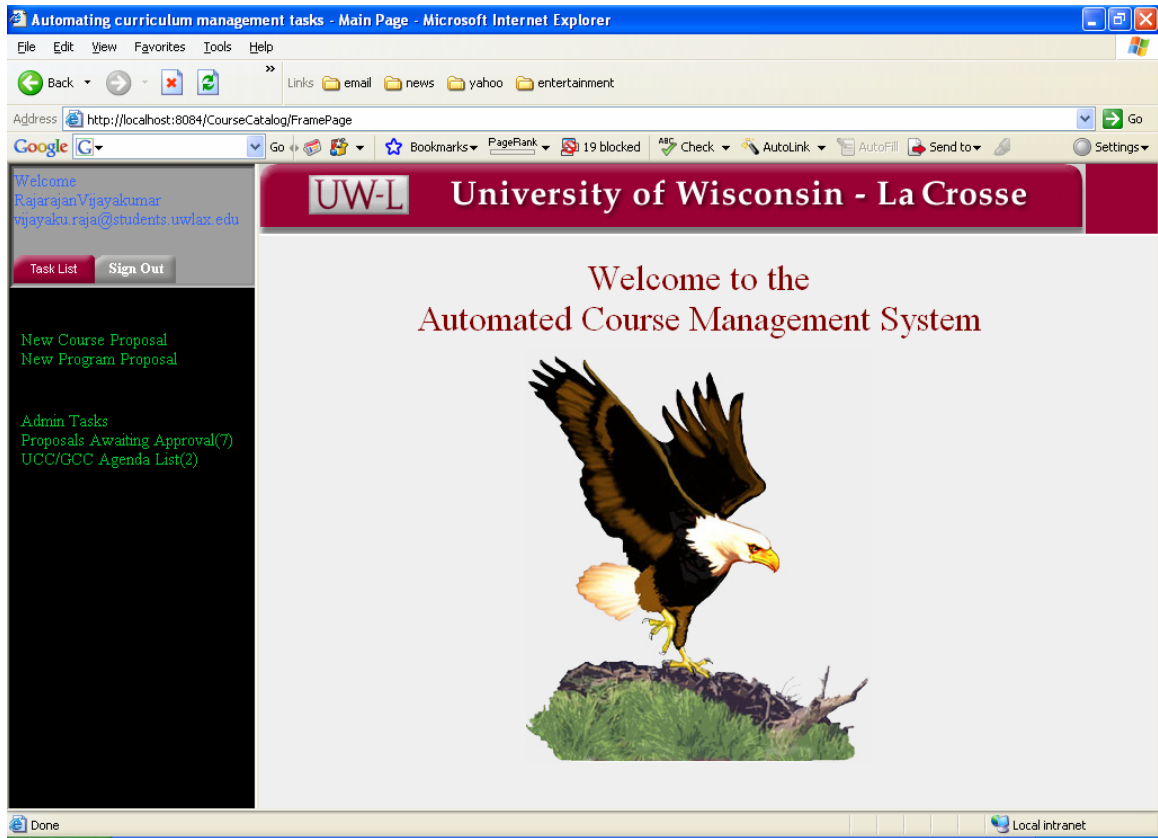 Automating curriculum management tasks - Main Page - Microsoft Internet Explorer
File Edit View Favorites Tools Help
Back » Links email news yahoo entertainment
Address http://localhost:8084/CourseCatalog/FramePage Go
Google G Go Bookmarks PageRank 19 blocked ABC Check AutoLink AutoFill Send to Settings
Welcome
RajarajanVijayakumar
vijayaku.raja@students.uwlax.edu
Task List Sign Out
New Course Proposal
New Program Proposal
Admin Tasks
Proposals Awaiting Approval(7)
UCC/GCC Agenda List(2)
UW-L University of Wisconsin - La Crosse
Welcome to the
Automated Course Management System
Done Local intranet